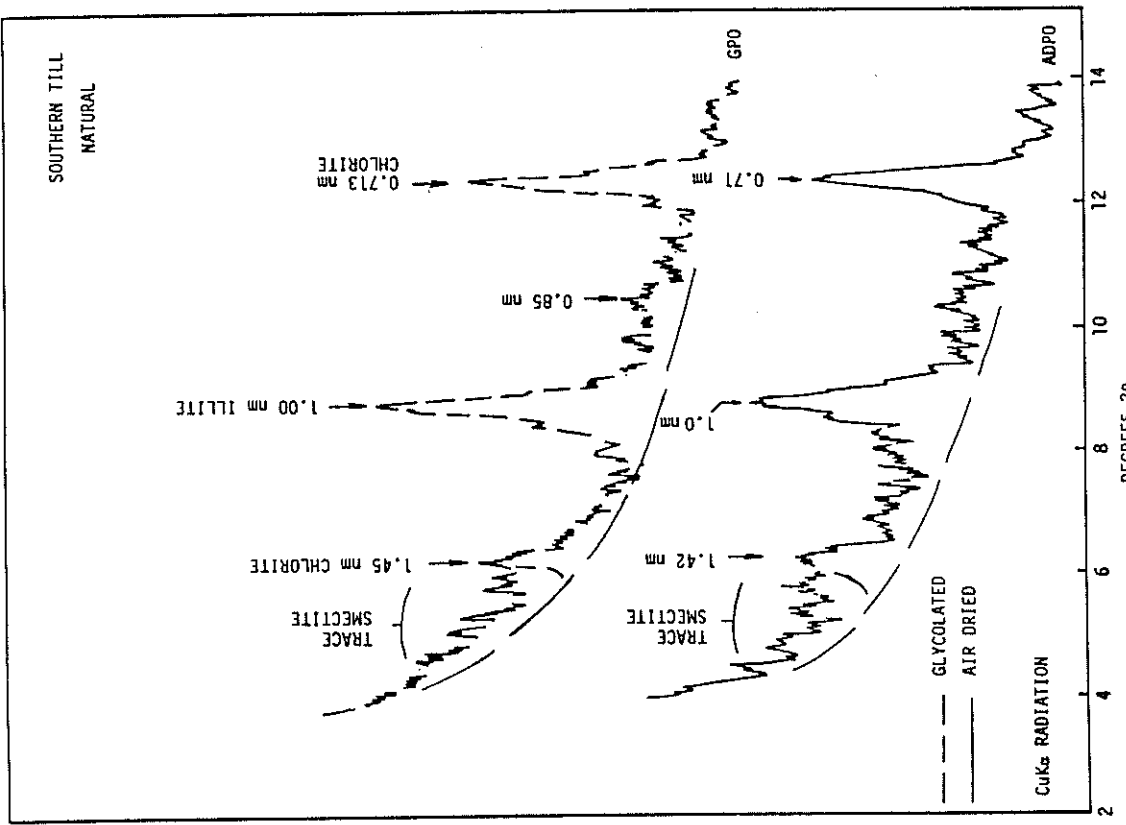 SOUTHERN TILL
NATURAL
GPO
0.713 nm
CHLORITE
0.85 nm
1.00 nm ILLITE
1.45 nm CHLORITE
TRACE
SMECTITE
ADPO
0.71 nm
1.0 nm
1.42 nm
TRACE
SMECTITE
GLYCOLATED
AIR DRIED
CuKα RADIATION
2
4
6
8
10
12
14
DEGREES 2θ